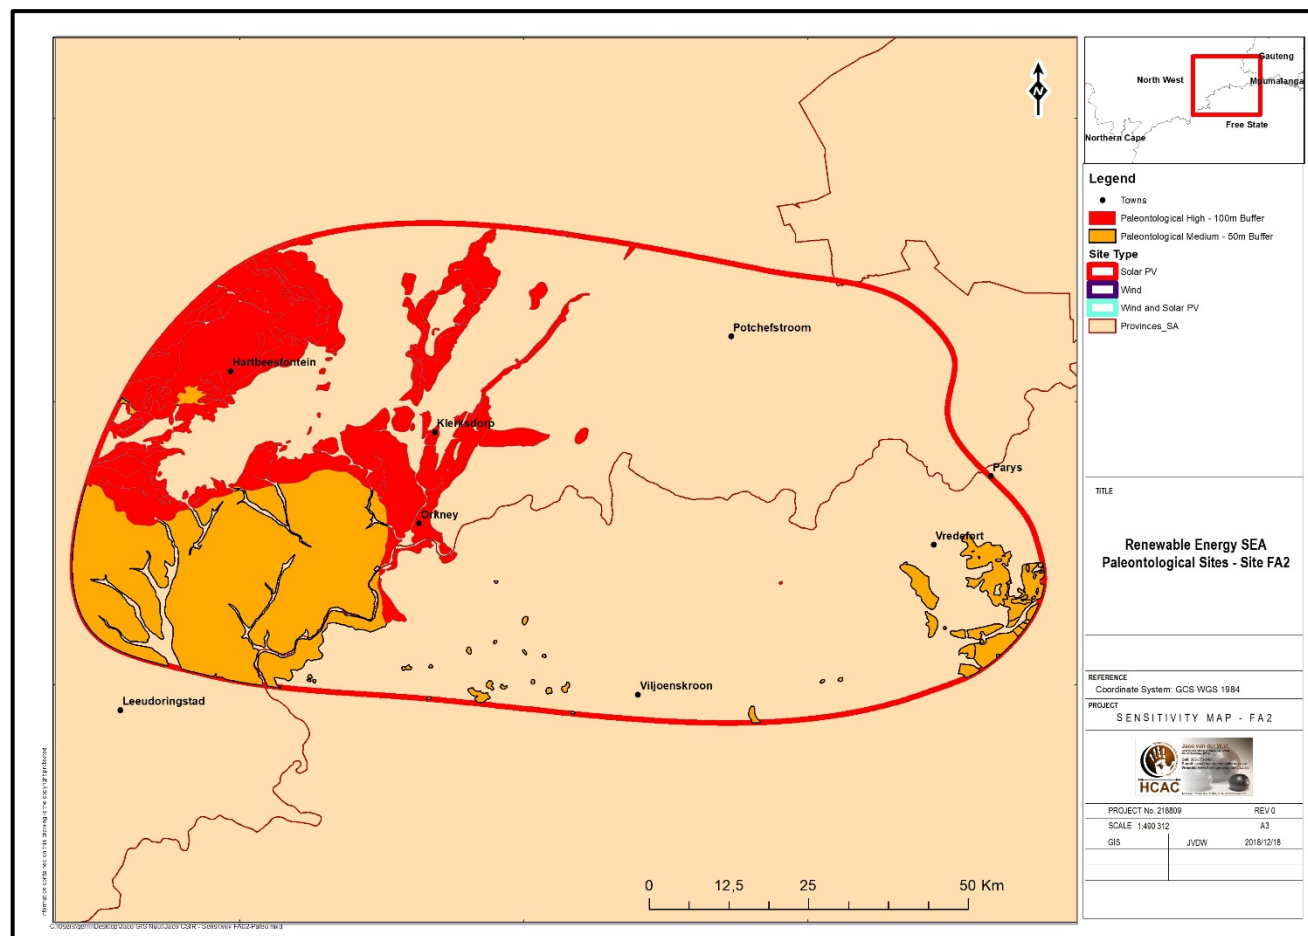 Gauteng
North West
Mpumalanga
Free State
Northern Cape
N
Legend
Towns
Paleontological High - 100m Buffer
Paleontological Medium - 50m Buffer
Site Type
Solar PV
Wind
Wind and Solar PV
Provinces_SA
Potchefstroom
Hartbeesfontein
Klerksdorp
Parys
Orkney
Vredefort
Viljoenskroon
Leeudoringstad
0 12,5 25 50 Km
TITLE
Renewable Energy SEA
Paleontological Sites - Site FA2
REFERENCE
Coordinate System: GCS WGS 1984
PROJECT
SENSITIVITY MAP - FA2
HCAC
PROJECT No. 218809 REV 0
SCALE 1:490 312 A3
GIS JVDW 2018/12/18